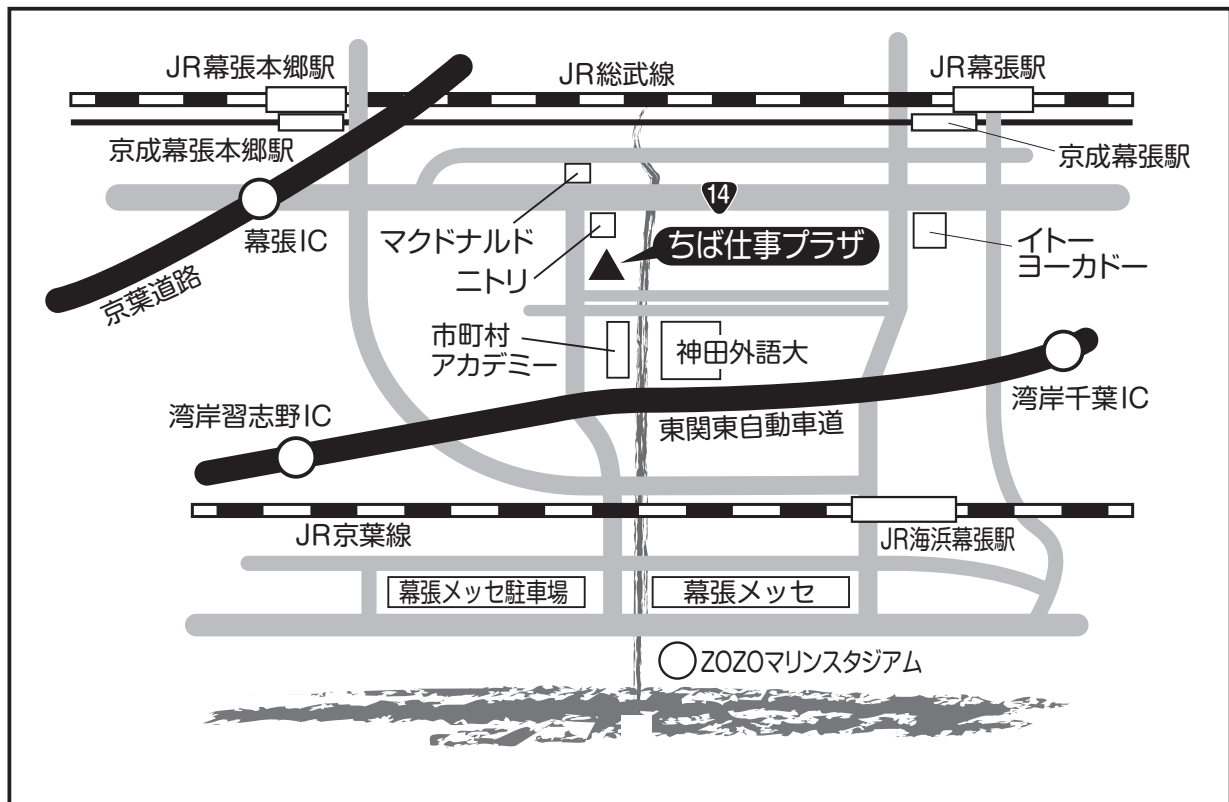 JR幕張本郷駅
JR総武線
JR幕張駅
京成幕張本郷駅
京成幕張駅
14
幕張IC
マクドナルド
ニトリ
ちば仕事プラザ
イトー
ヨーカドー
京葉道路
市町村
アカデミー
神田外語大
湾岸千葉IC
湾岸習志野IC
東関東自動車道
JR京葉線
JR海浜幕張駅
幕張メッセ駐車場
幕張メッセ
ZOZOマリンスタジアム